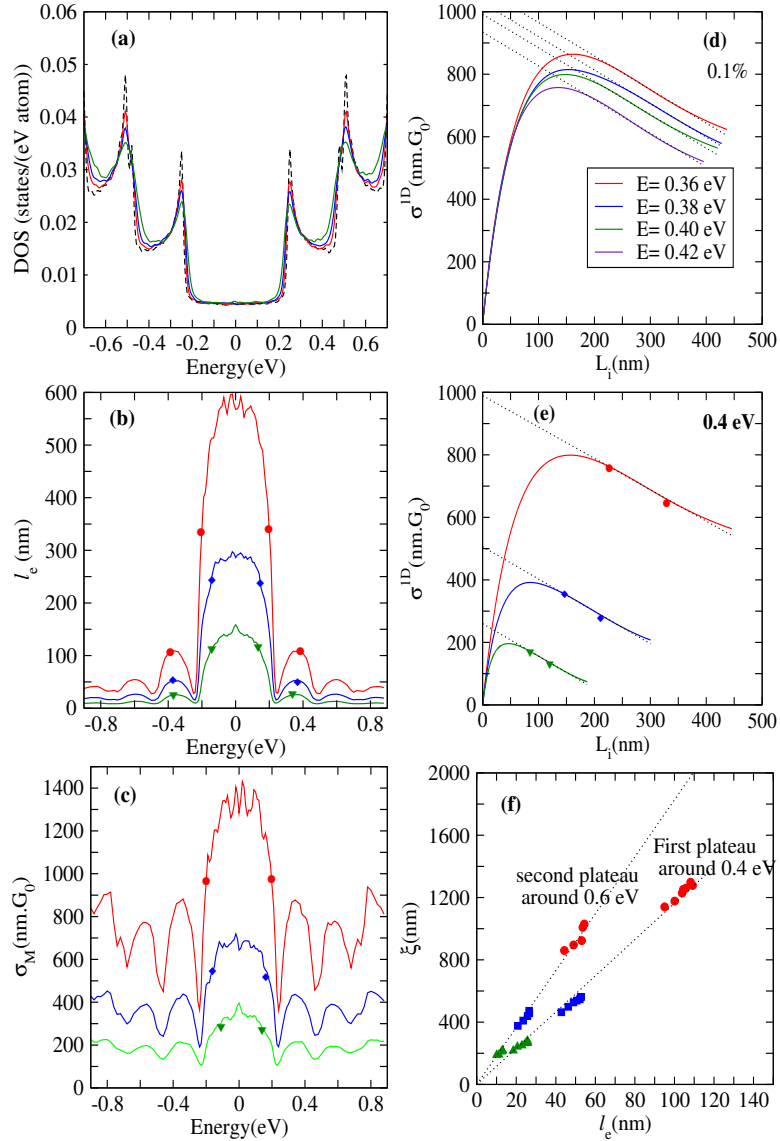 (a)
DOS (states/(eV atom))
0.06
0.05
0.04
0.03
0.02
0.01
0
-0.6 -0.4 -0.2 0 0.2 0.4 0.6
Energy(eV)
(d)
0.1%
σ1D(nm.G0)
1000
800
600
400
200
0
E= 0.36 eV
E= 0.38 eV
E= 0.40 eV
E= 0.42 eV
0 100 200 300 400 500
Li(nm)
(b)
le (nm)
600
500
400
300
200
150
100
50
0
-0.8 -0.4 0 0.4 0.8
Energy(eV)
(e)
0.4 eV
σ1D(nm.G0)
1000
800
600
400
200
0
0 100 200 300 400 500
Li(nm)
(c)
σM(nm.G0)
1400
1200
1000
800
600
400
200
0
-0.8 -0.4 0 0.4 0.8
Energy(eV)
(f)
First plateau
around 0.4 eV
second plateau
around 0.6 eV
ξ(nm)
2000
1600
1200
800
400
0
0 20 40 60 80 100 120 140
le(nm)